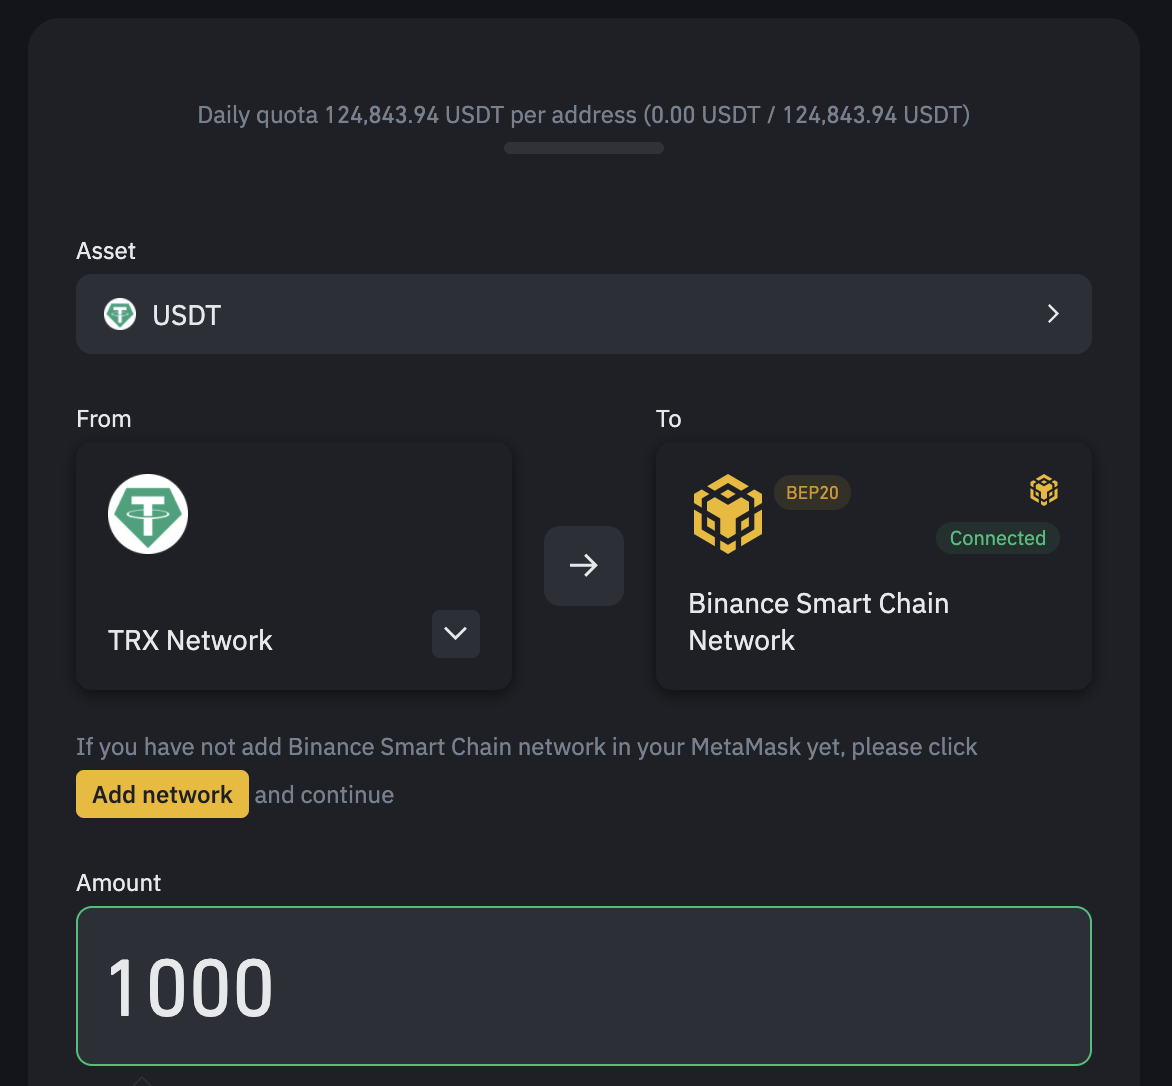 Daily quota 124,843.94 USDT per address (0.00 USDT / 124,843.94 USDT)
Asset
USDT
From
To
BEP20
Connected
TRX Network
Binance Smart Chain
Network
If you have not add Binance Smart Chain network in your MetaMask yet, please click
Add network and continue
Amount
1000